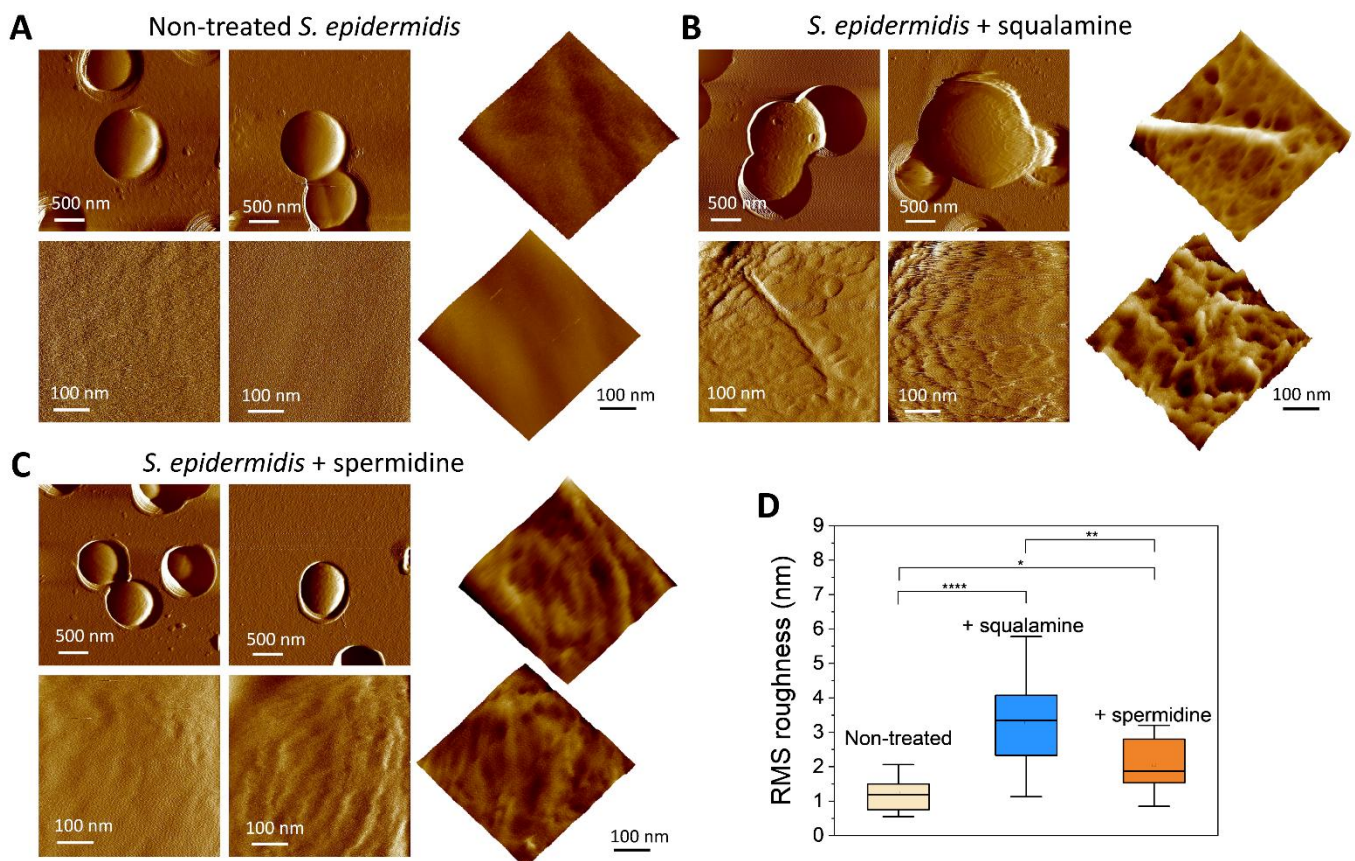 A
Non-treated S. epidermidis
500 nm
500 nm
100 nm
100 nm
100 nm
B
S. epidermidis + squalamine
500 nm
500 nm
100 nm
100 nm
100 nm
C
S. epidermidis + spermidine
500 nm
500 nm
100 nm
100 nm
100 nm
D
RMS roughness (nm)
9
8
7
6
5
4
3
2
1
0
**
*
****
+ squalamine
+ spermidine
Non-treated